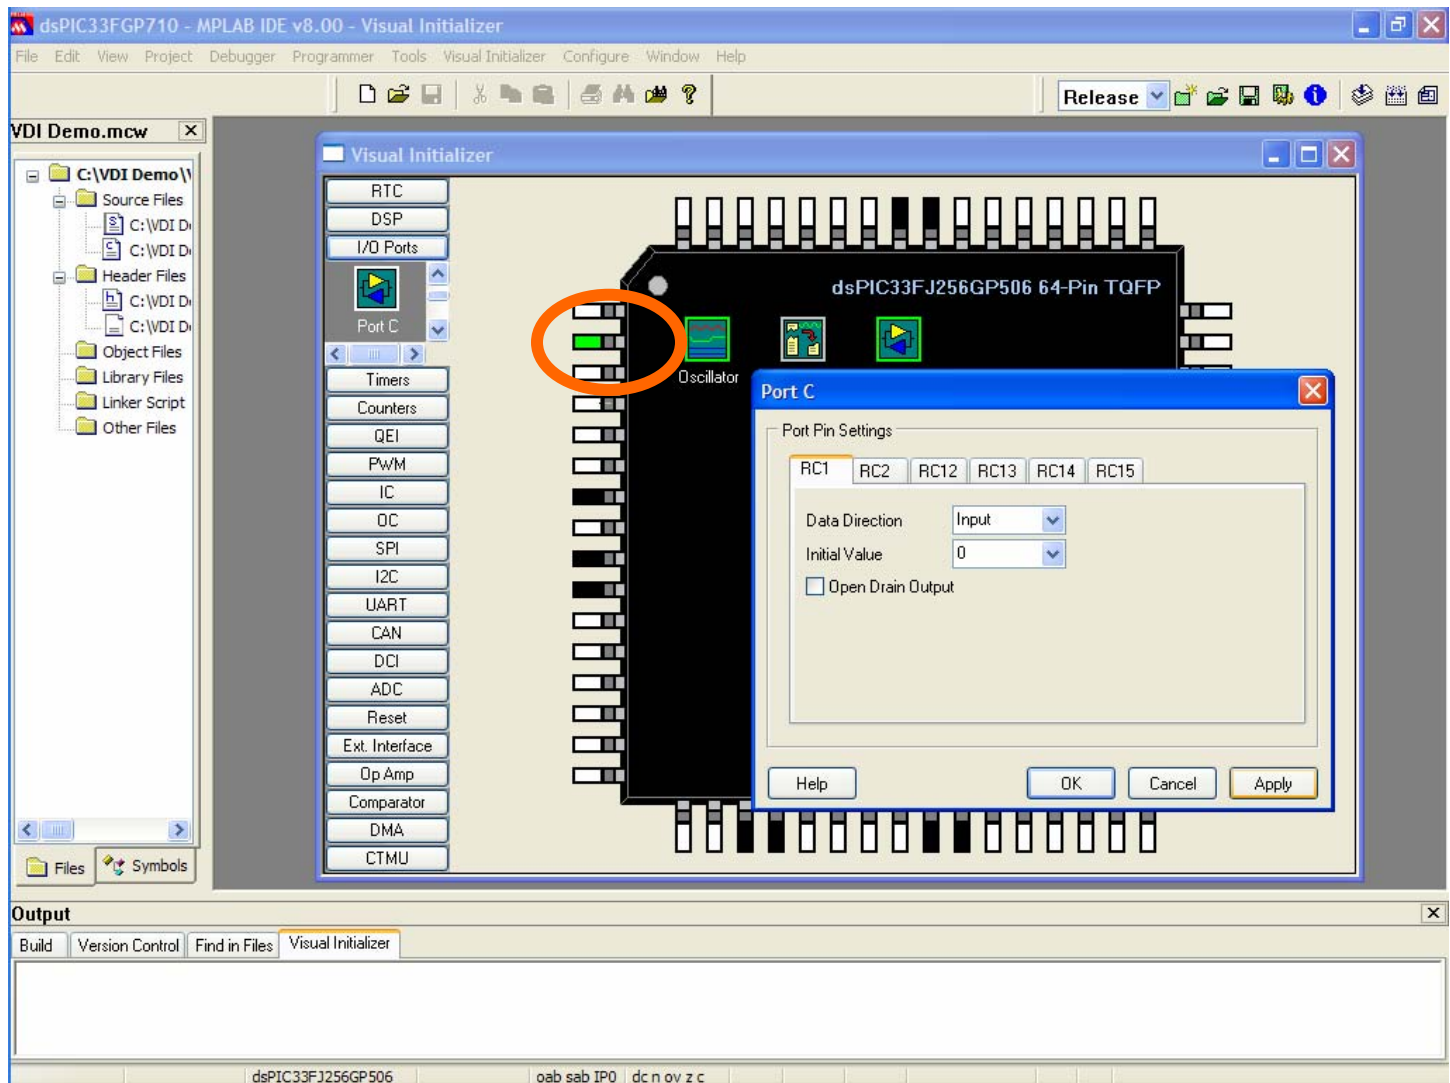 dsPIC33FGP710 - MPLAB IDE v8.00 - Visual Initializer
File Edit View Project Debugger Programmer Tools Visual Initializer Configure Window Help
Release
VDI Demo.mcw
C:\VDI Demo\
Source Files
C:\VDI D
C:\VDI D
Header Files
C:\VDI D
C:\VDI D
Object Files
Library Files
Linker Script
Other Files
Files Symbols
Visual Initializer
RTC
DSP
I/O Ports
Port C
Timers
Counters
QEI
PWM
IC
OC
SPI
I2C
UART
CAN
DCI
ADC
Reset
Ext. Interface
Op Amp
Comparator
DMA
CTMU
dsPIC33FJ256GP506 64-Pin TQFP
Oscillator
Port C
Port Pin Settings
RC1 RC2 RC12 RC13 RC14 RC15
Data Direction Input
Initial Value 0
Open Drain Output
Help OK Cancel Apply
Output
Build Version Control Find in Files Visual Initializer
dsPIC33FJ256GP506 oab sab IP0 dc n ov z c